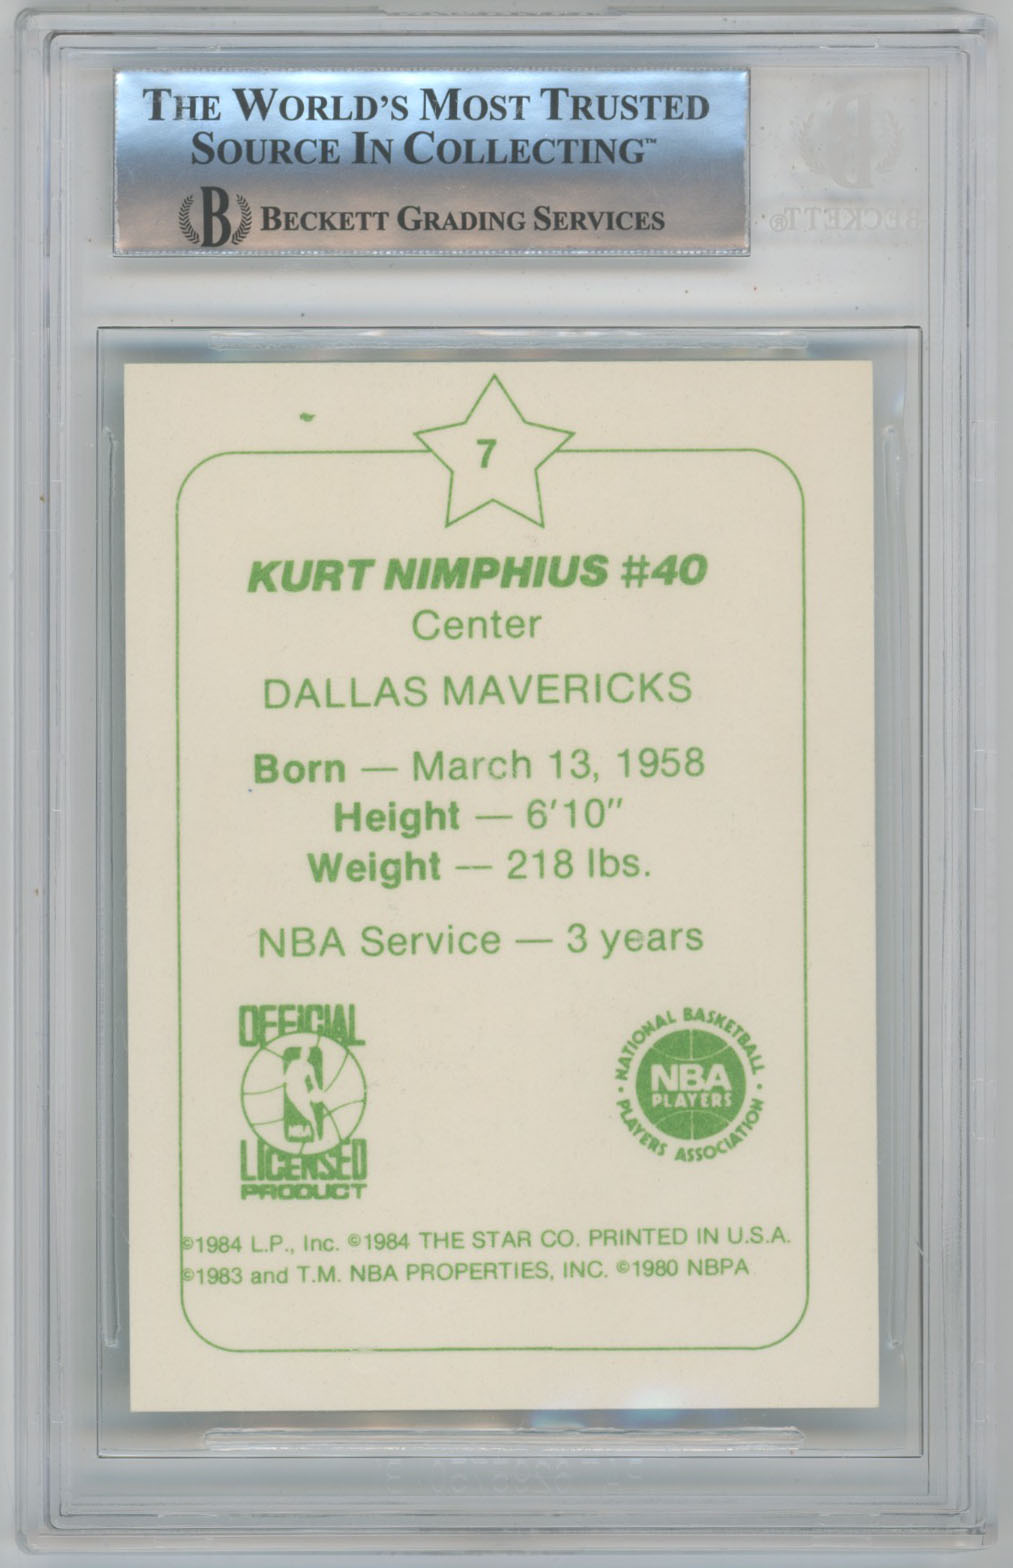 THE WORLD'S MOST TRUSTED
SOURCE IN COLLECTING™
B BECKETT GRADING SERVICES
BECKETT®
7
KURT NIMPHIUS #40
Center
DALLAS MAVERICKS
Born — March 13, 1958
Height — 6'10"
Weight — 218 lbs.
NBA Service — 3 years
OFFICIAL
LICENSED
PRODUCT
NATIONAL BASKETBALL
NBA
PLAYERS
PLAYERS ASSOCIATION
©1984 L.P., Inc. ©1984 THE STAR CO. PRINTED IN U.S.A.
©1983 and T.M. NBA PROPERTIES, INC. ©1980 NBPA